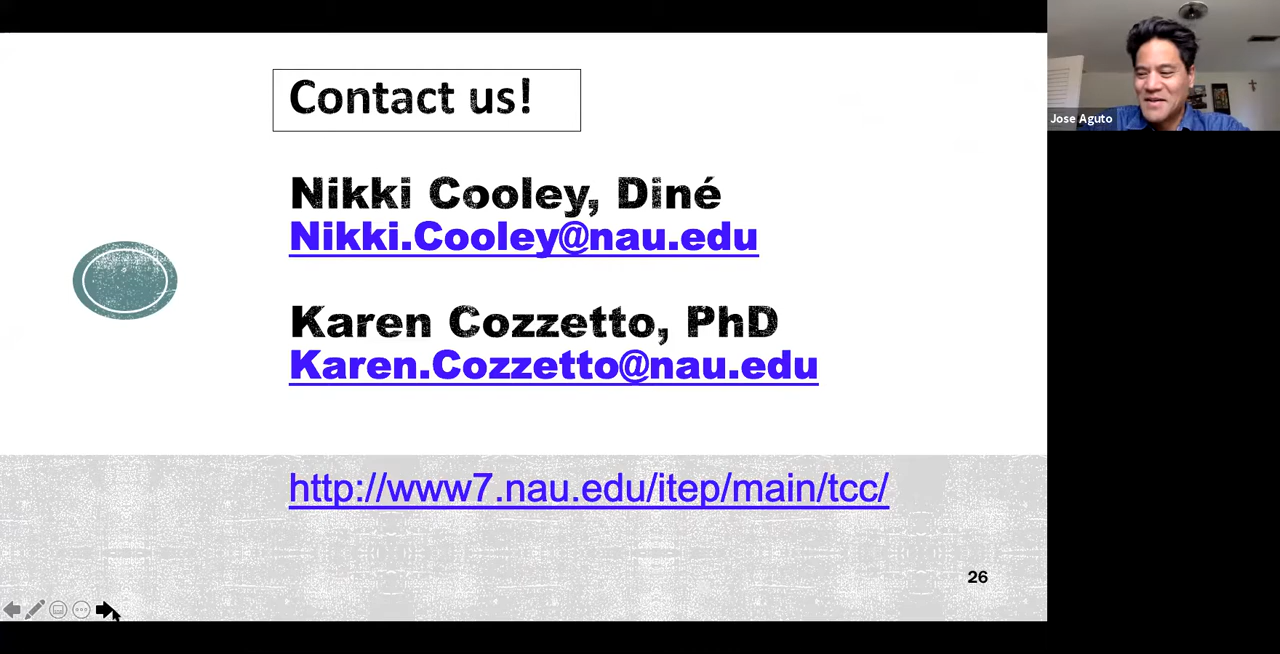 Contact us!
Nikki Cooley, Diné
Nikki.Cooley@nau.edu
Karen Cozzetto, PhD
Karen.Cozzetto@nau.edu
http://www7.nau.edu/itep/main/tcc/
26
Jose Aguto